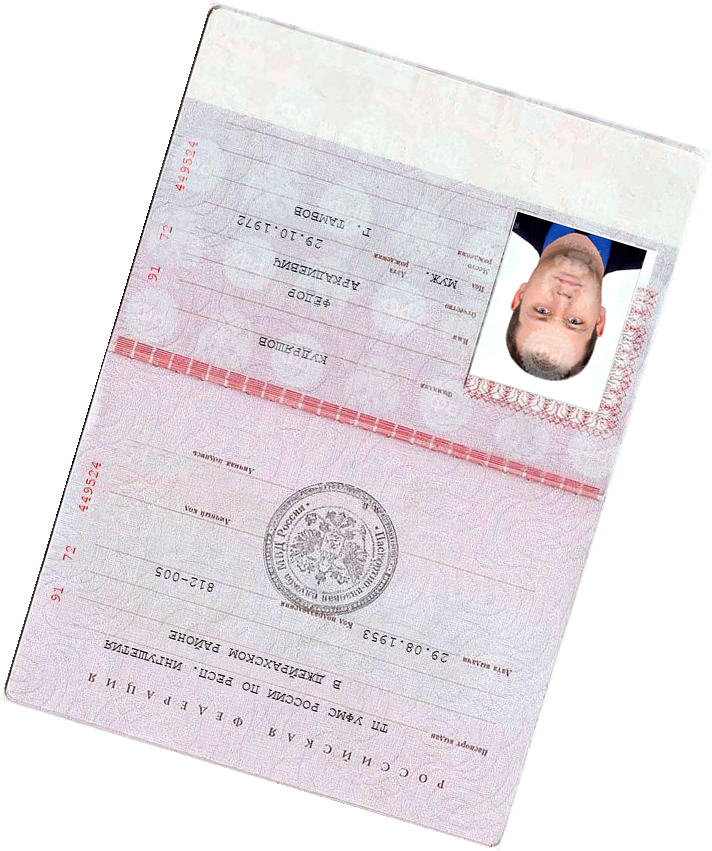 РОССИЙСКАЯ ФЕДЕРАЦИЯ
Паспорт выдан
ТП УФМС РОССИИ ПО РЕСП. ИНГУШЕТИЯ
В ДЖЕЙРАХСКОМ РАЙОНЕ
Дата выдачи
29.08.1953
Код подразделения
812-005
Паспортно-визовая служба МВД России
Личный код
Личная подпись
91 72 449524
Фамилия
КУДРЯШОВ
Имя
ФЁДОР
Отчество
АРКАДИЕВИЧ
Пол
МУЖ.
Дата рождения
29.10.1972
Место рождения
Г. ТАМБОВ
91 72 449524